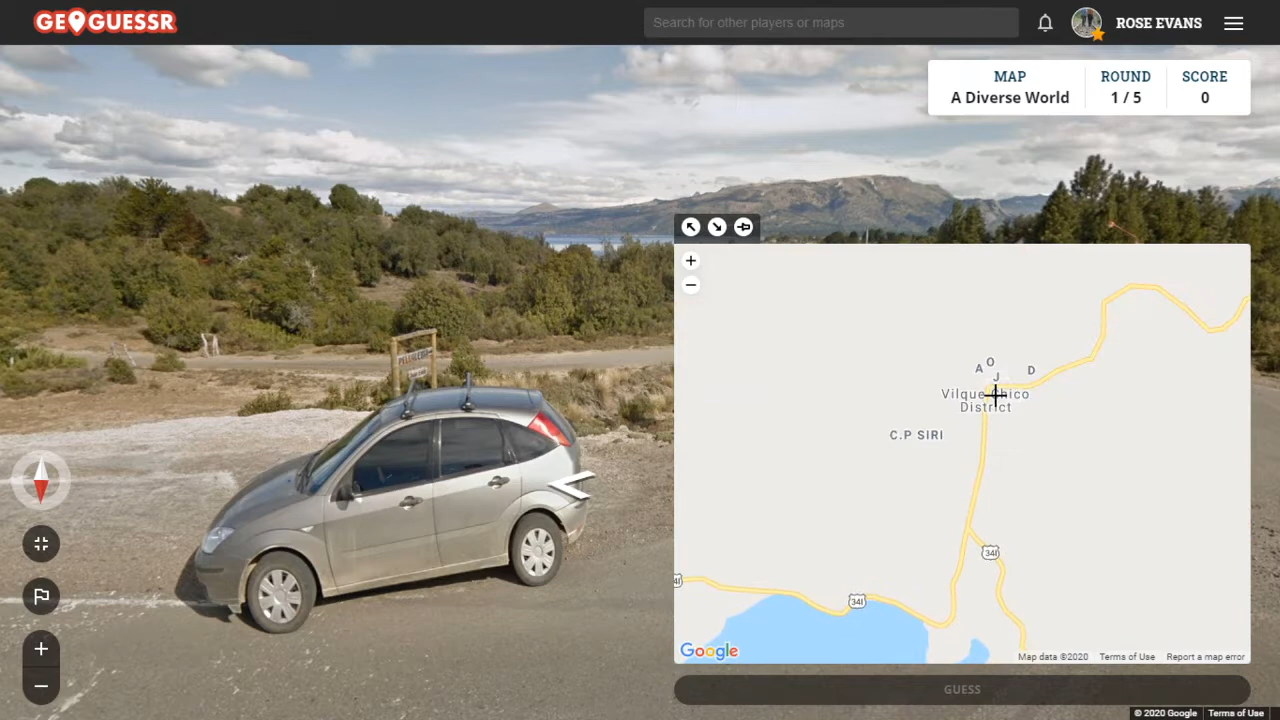 GEOGUESSR
Search for other players or maps
ROSE EVANS
MAP
A Diverse World
ROUND
1 / 5
SCORE
0
A O
J
D
Vilque Chico
District
C.P SIRI
341
41
341
Google
Map data ©2020 Terms of Use Report a map error
GUESS
© 2020 Google Terms of Use